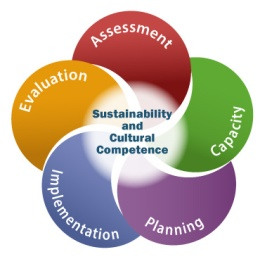 Assessment
Capacity
Planning
Implementation
Evaluation
Sustainability
and
Cultural
Competence